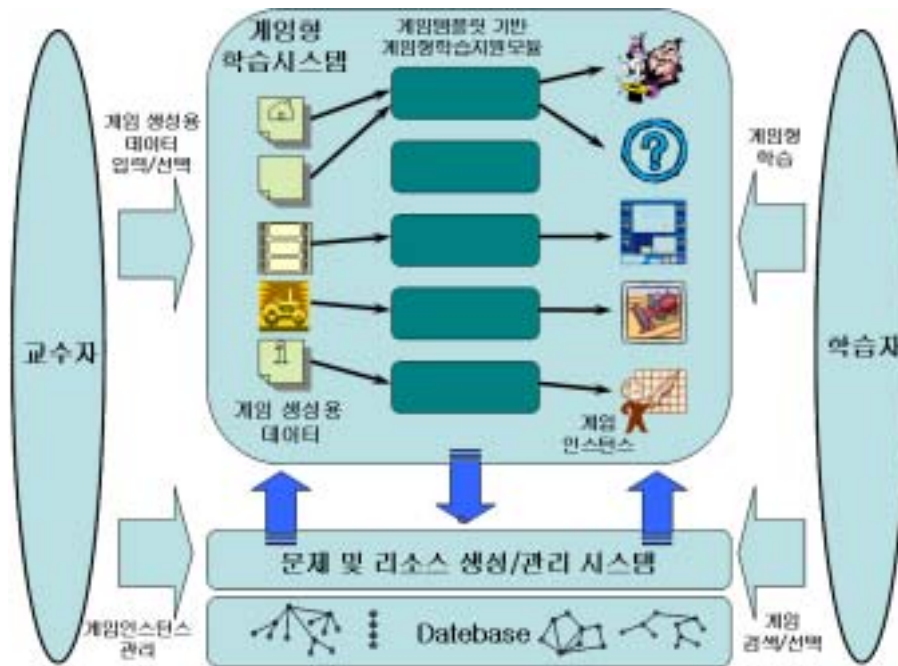 게임형
학습시스템
게임템플릿 기반
게임형학습지원모듈
게임 생성용
데이터
입력/선택
게임형
학습
교수자
학습자
게임 생성용
데이터
게임
인스턴스
문제 및 리소스 생성/관리 시스템
게임인스턴스
관리
Datebase
게임
검색/선택